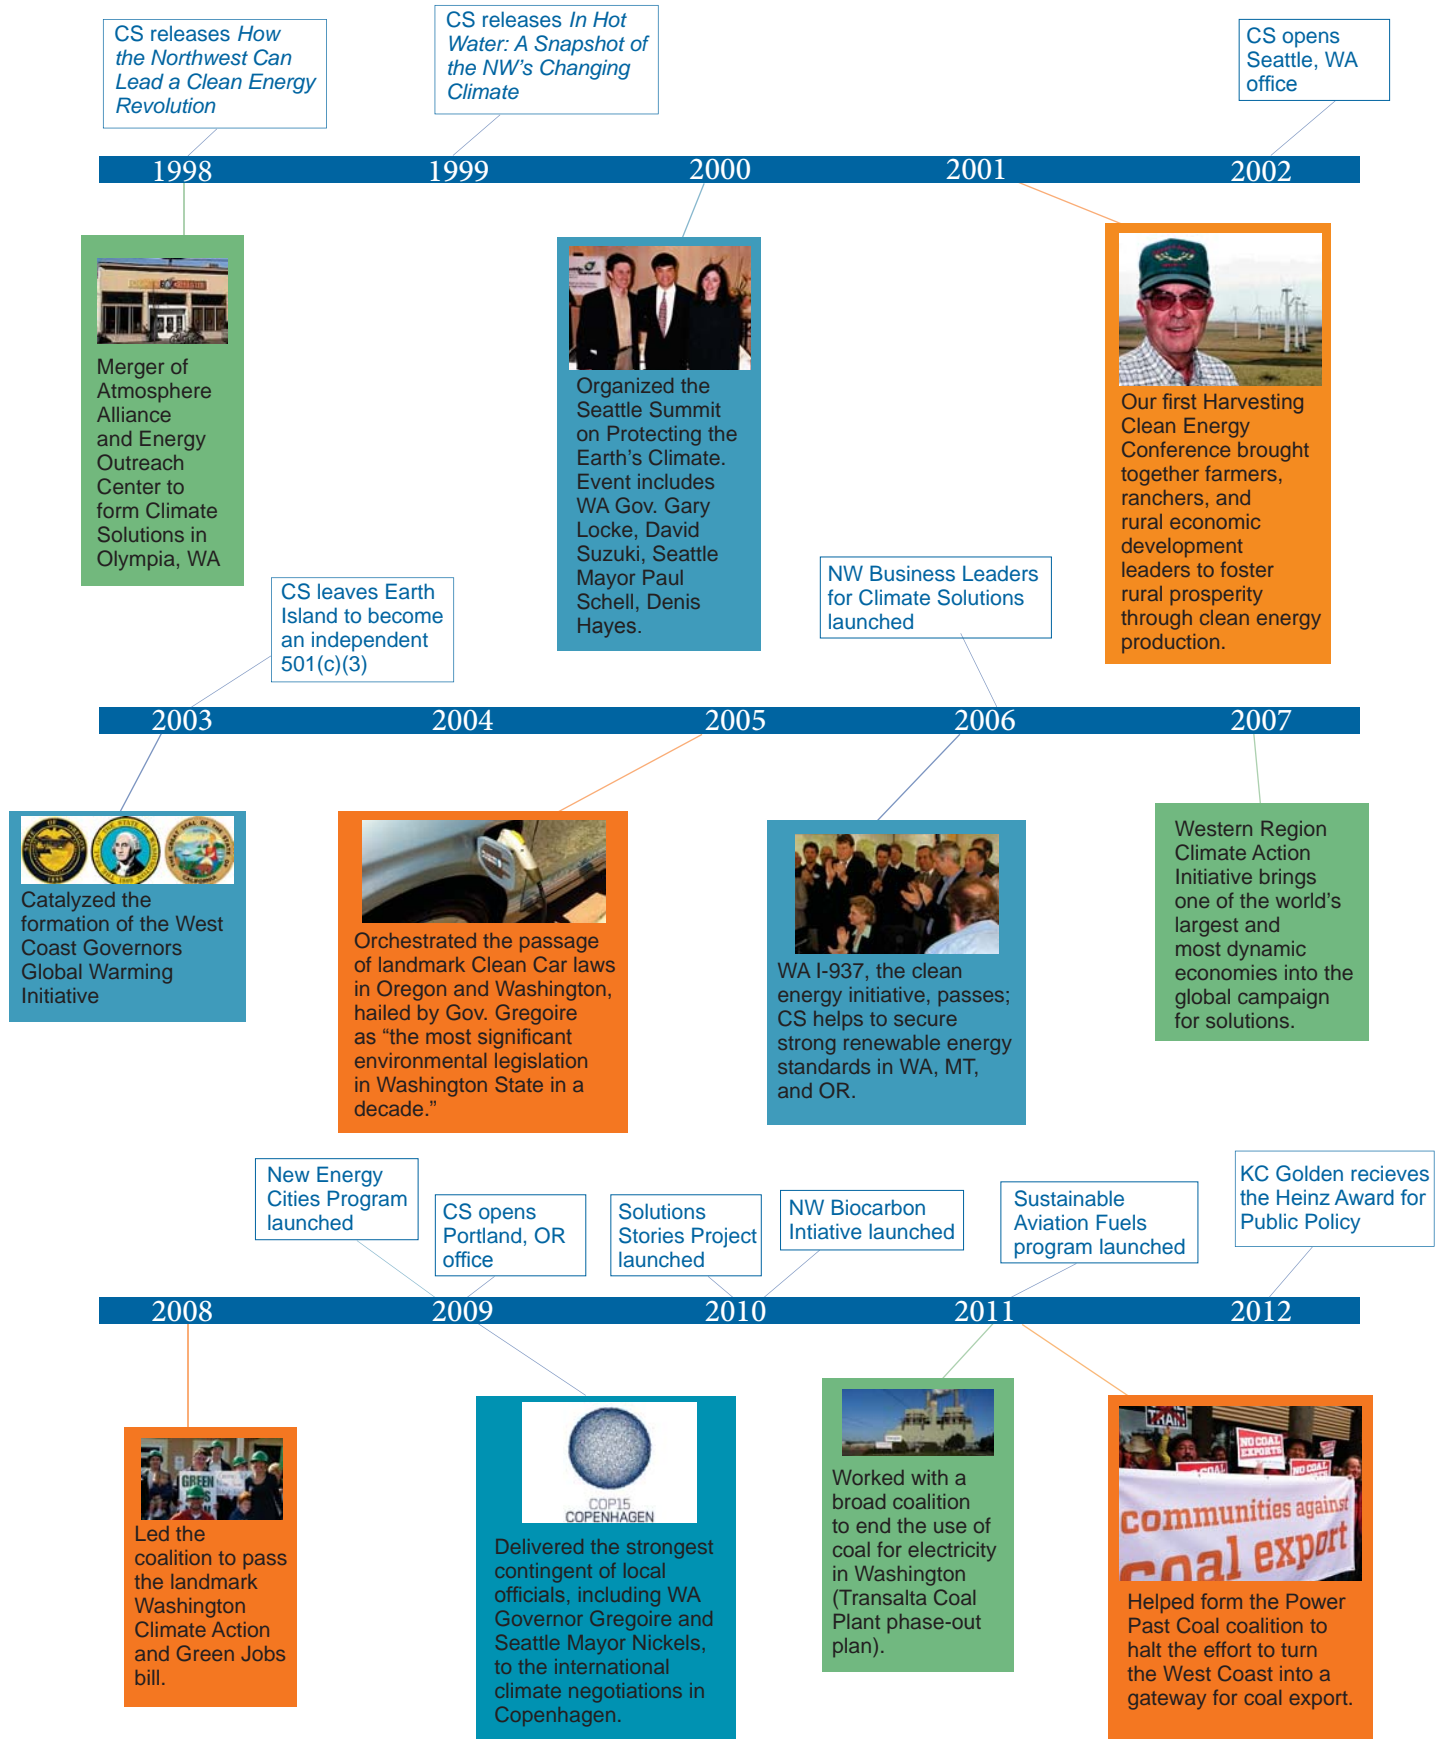 CS releases How
the Northwest Can
Lead a Clean Energy
Revolution
CS releases In Hot
Water: A Snapshot of
the NW's Changing
Climate
CS opens
Seattle, WA
office
1998
1999
2000
2001
2002
Merger of
Atmosphere
Alliance
and Energy
Outreach
Center to
form Climate
Solutions in
Olympia, WA
Organized the
Seattle Summit
on Protecting the
Earth's Climate.
Event includes
WA Gov. Gary
Locke, David
Suzuki, Seattle
Mayor Paul
Schell, Denis
Hayes.
Our first Harvesting
Clean Energy
Conference brought
together farmers,
ranchers, and
rural economic
development
leaders to foster
rural prosperity
through clean energy
production.
CS leaves Earth
Island to become
an independent
501(c)(3)
NW Business Leaders
for Climate Solutions
launched
2003
2004
2005
2006
2007
Catalyzed the
formation of the West
Coast Governors
Global Warming
Initiative
Orchestrated the passage
of landmark Clean Car laws
in Oregon and Washington,
hailed by Gov. Gregoire
as “the most significant
environmental legislation
in Washington State in a
decade.”
WA I-937, the clean
energy initiative, passes;
CS helps to secure
strong renewable energy
standards in WA, MT,
and OR.
Western Region
Climate Action
Initiative brings
one of the world's
largest and
most dynamic
economies into the
global campaign
for solutions.
New Energy
Cities Program
launched
CS opens
Portland, OR
office
Solutions
Stories Project
launched
NW Biocarbon
Intiative launched
Sustainable
Aviation Fuels
program launched
KC Golden recieves
the Heinz Award for
Public Policy
2008
2009
2010
2011
2012
GREEN
Led the
coalition to pass
the landmark
Washington
Climate Action
and Green Jobs
bill.
COP15
COPENHAGEN
Delivered the strongest
contingent of local
officials, including WA
Governor Gregoire and
Seattle Mayor Nickels,
to the international
climate negotiations in
Copenhagen.
Worked with a
broad coalition
to end the use of
coal for electricity
in Washington
(Transalta Coal
Plant phase-out
plan).
TRAIN
NO COAL
EXPORTS
NO COAL
communities against
coal export
Helped form the Power
Past Coal coalition to
halt the effort to turn
the West Coast into a
gateway for coal export.